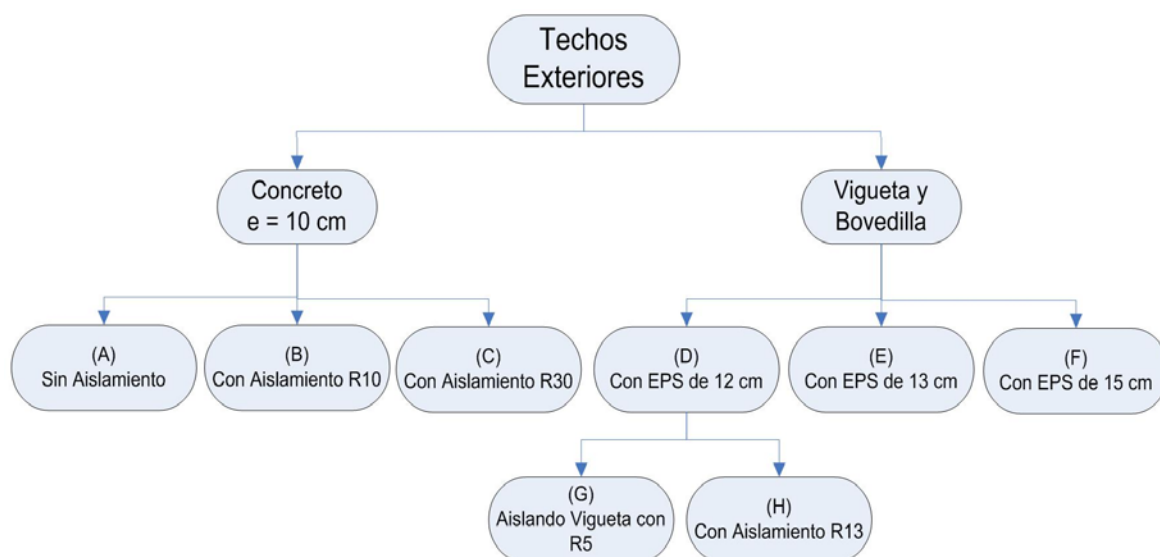 Techos
Exteriores
Concreto
e = 10 cm
Vigueta y
Bovedilla
(A)
Sin Aislamiento
(B)
Con Aislamiento R10
(C)
Con Aislamiento R30
(D)
Con EPS de 12 cm
(E)
Con EPS de 13 cm
(F)
Con EPS de 15 cm
(G)
Aislando Vigueta con
R5
(H)
Con Aislamiento R13